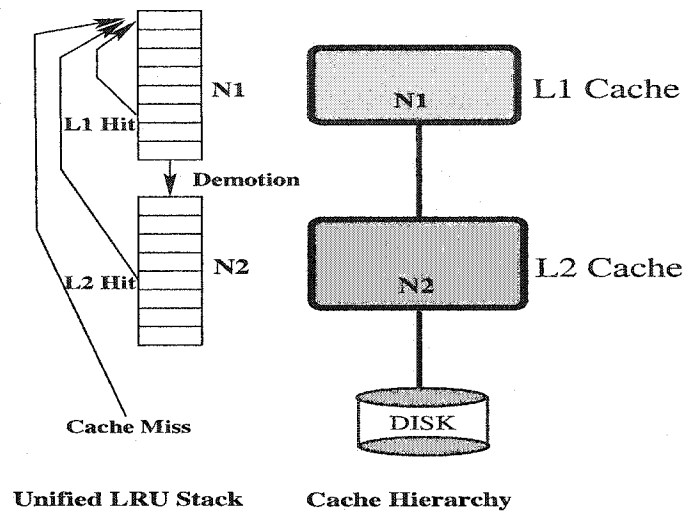 N1
L1 Hit
Demotion
N2
L2 Hit
Cache Miss
Unified LRU Stack
N1
L1 Cache
N2
L2 Cache
DISK
Cache Hierarchy